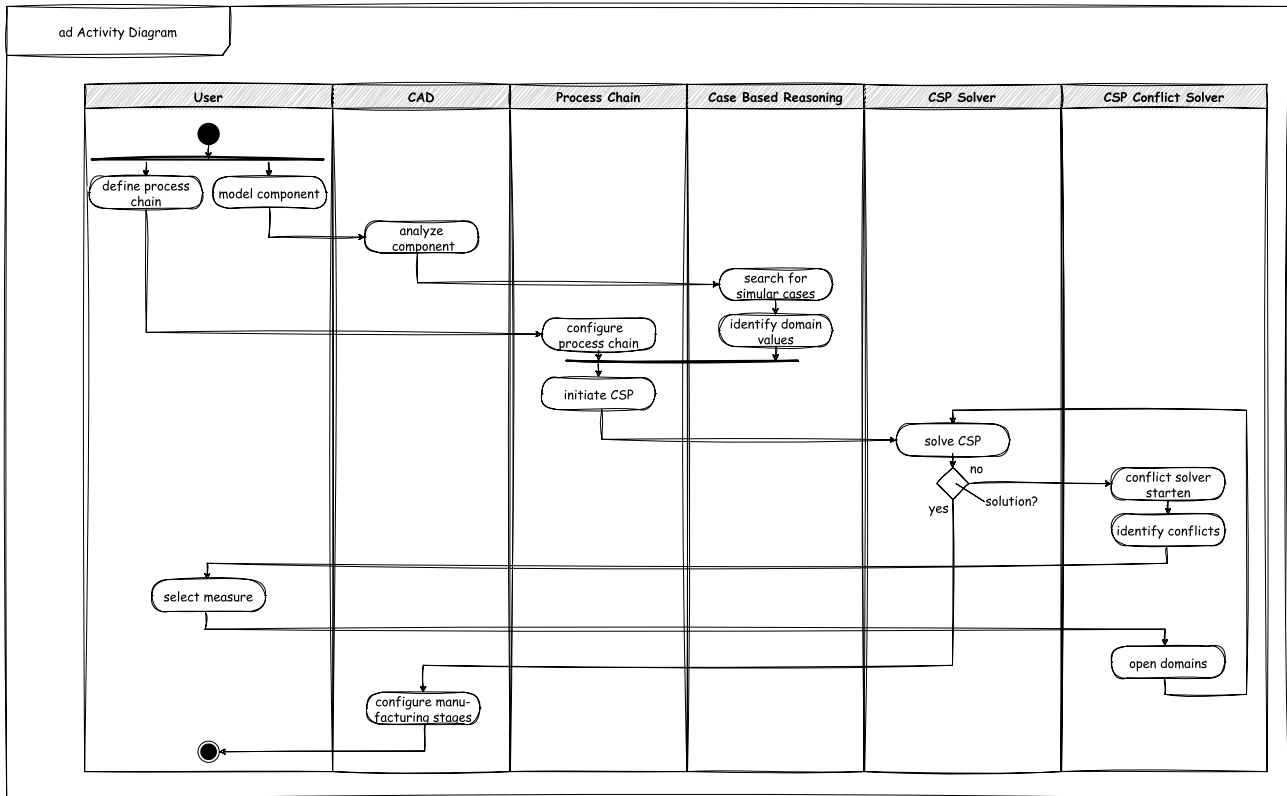 ad Activity Diagram
User
CAD
Process Chain
Case Based Reasoning
CSP Solver
CSP Conflict Solver
define process
chain
model component
analyze
component
search for
simular cases
identify domain
values
configure
process chain
initiate CSP
solve CSP
no
solution?
yes
conflict solver
starten
identify conflicts
select measure
open domains
configure manu-
facturing stages